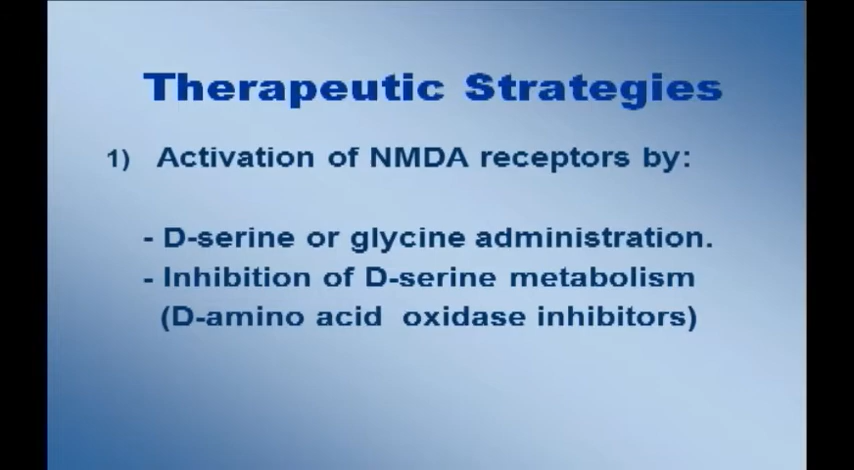 Therapeutic Strategies
1) Activation of NMDA receptors by:
- D-serine or glycine administration.
- Inhibition of D-serine metabolism
(D-amino acid oxidase inhibitors)